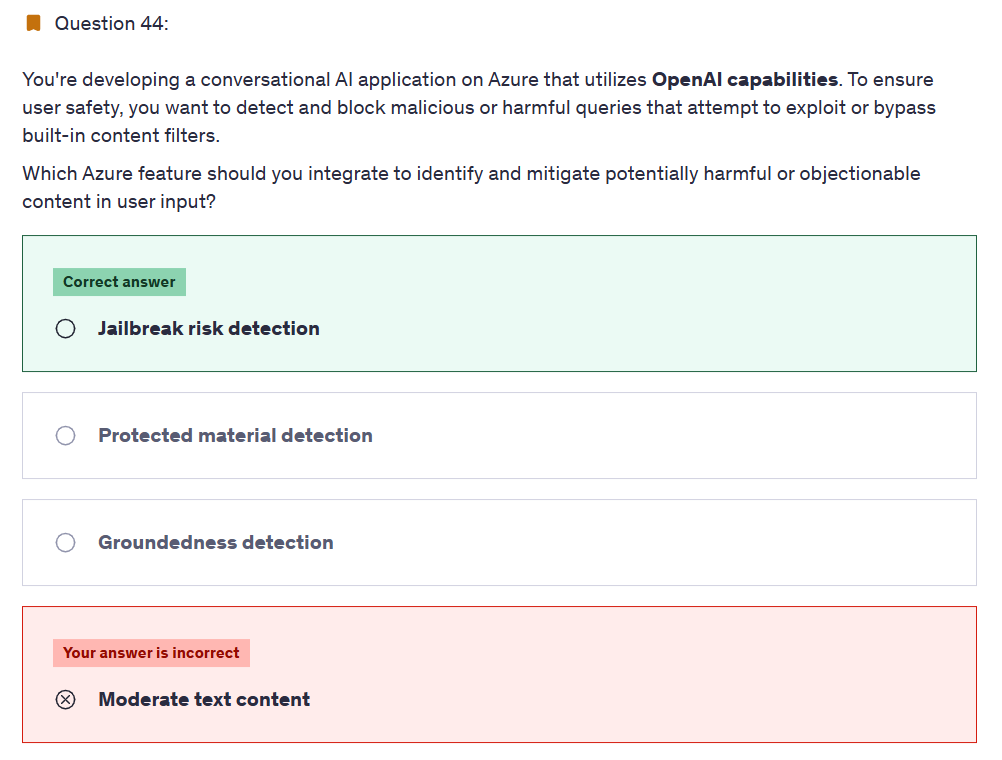 Question 44:
You're developing a conversational AI application on Azure that utilizes OpenAI capabilities. To ensure
user safety, you want to detect and block malicious or harmful queries that attempt to exploit or bypass
built-in content filters.
Which Azure feature should you integrate to identify and mitigate potentially harmful or objectionable
content in user input?
Correct answer
Jailbreak risk detection
Protected material detection
Groundedness detection
Your answer is incorrect
Moderate text content